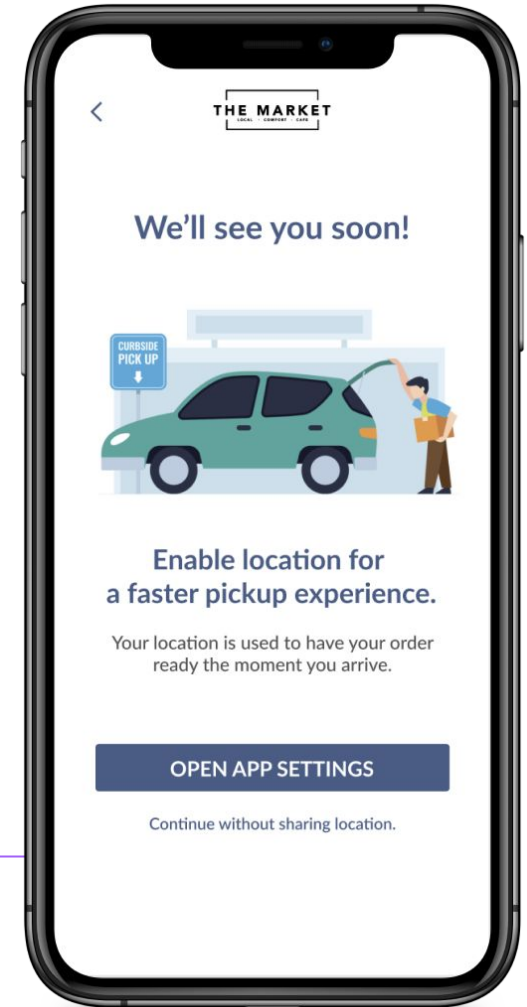 THE MARKET
LOCAL · COMFORT · CAFE
We'll see you soon!
CURBSIDE
PICK UP
Enable location for
a faster pickup experience.
Your location is used to have your order
ready the moment you arrive.
OPEN APP SETTINGS
Continue without sharing location.